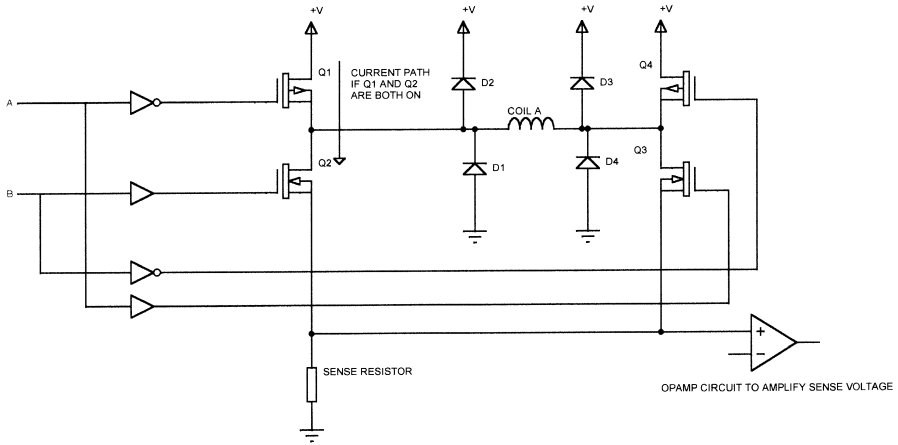 +V
+V
+V
+V
Q1
CURRENT PATH
IF Q1 AND Q2
ARE BOTH ON
D2
D3
Q4
A
COIL A
Q2
D1
D4
Q3
B
+
−
SENSE RESISTOR
OPAMP CIRCUIT TO AMPLIFY SENSE VOLTAGE